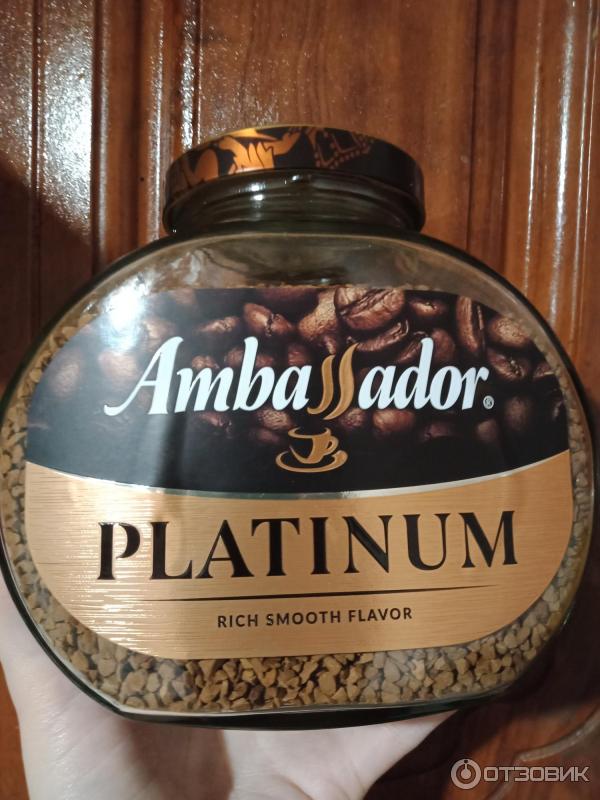 Ambassador®
PLATINUM
RICH SMOOTH FLAVOR
ОТЗОВИК